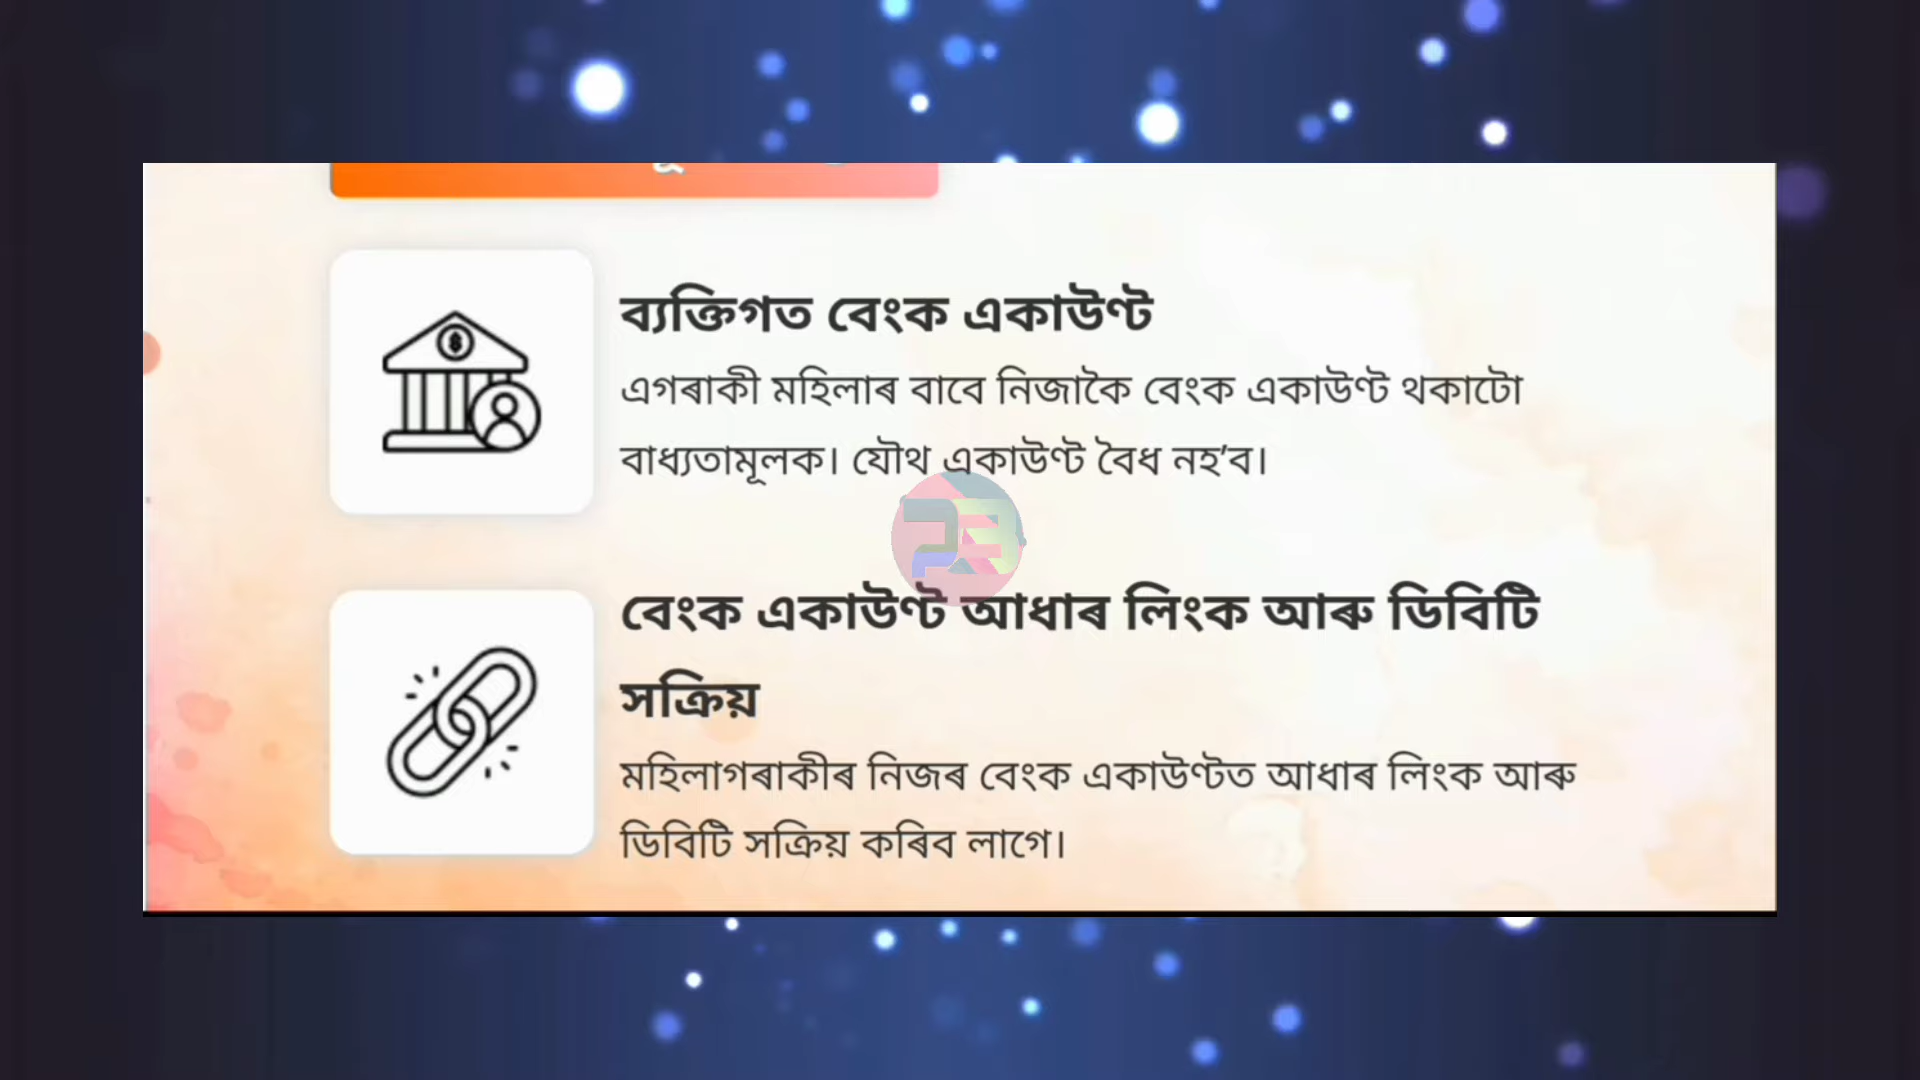 ব্যক্তিগত বেংক একাউণ্ট
এগৰাকী মহিলাৰ বাবে নিজাকৈ বেংক একাউণ্ট থকাটো
বাধ্যতামূলক। যৌথ একাউণ্ট বৈধ নহ’ব।
বেংক একাউণ্ট আধাৰ লিংক আৰু ডিবিটি
সক্ৰিয়
মহিলাগৰাকীৰ নিজৰ বেংক একাউণ্টত আধাৰ লিংক আৰু
ডিবিটি সক্ৰিয় কৰিব লাগে।